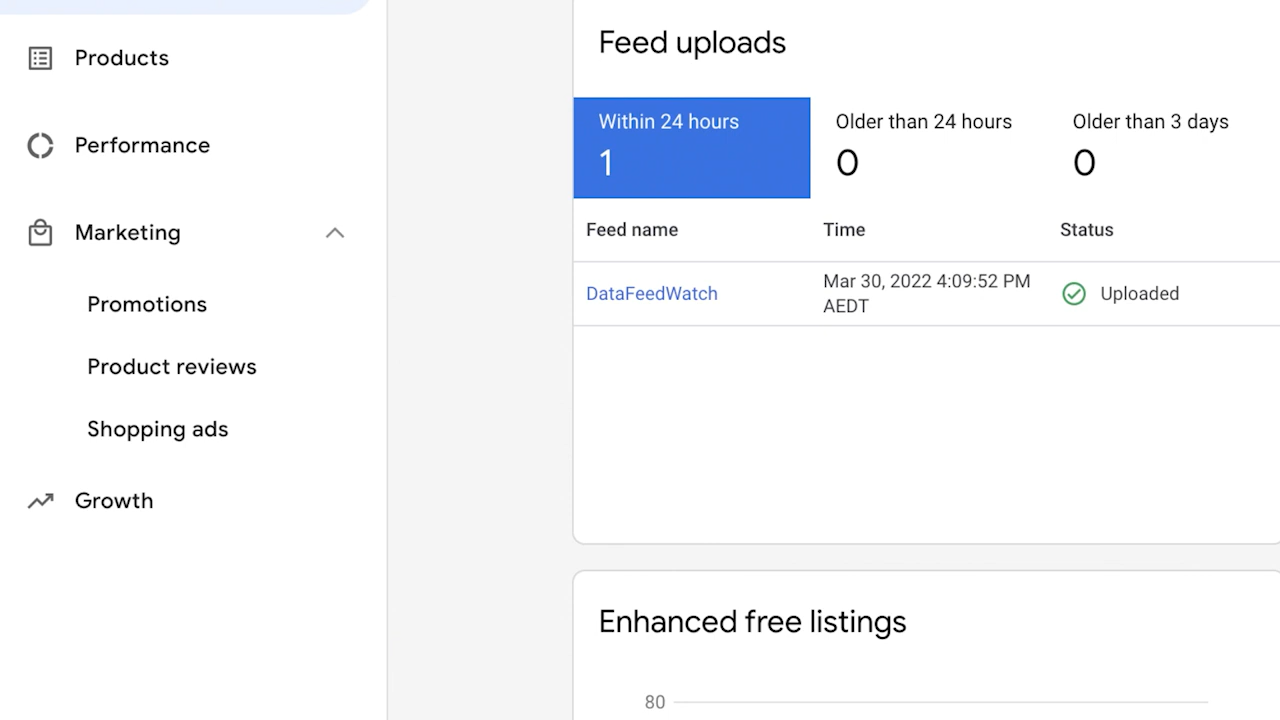 Products
Performance
Marketing
Promotions
Product reviews
Shopping ads
Growth
Feed uploads
Within 24 hours
1
Older than 24 hours
0
Older than 3 days
0
Feed name
Time
Status
DataFeedWatch
Mar 30, 2022 4:09:52 PM
AEDT
Uploaded
Enhanced free listings
80